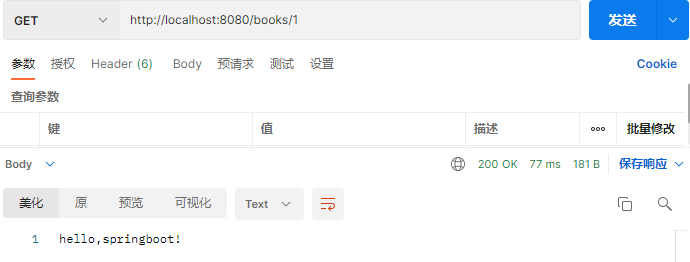 GET http://localhost:8080/books/1 发送
参数 授权 Header (6) Body 预请求 测试 设置 Cookie
查询参数
键 值 描述 ooo 批量修改
Body 200 OK 77 ms 181 B 保存响应
美化 原 预览 可视化 Text
1 hello,springboot!